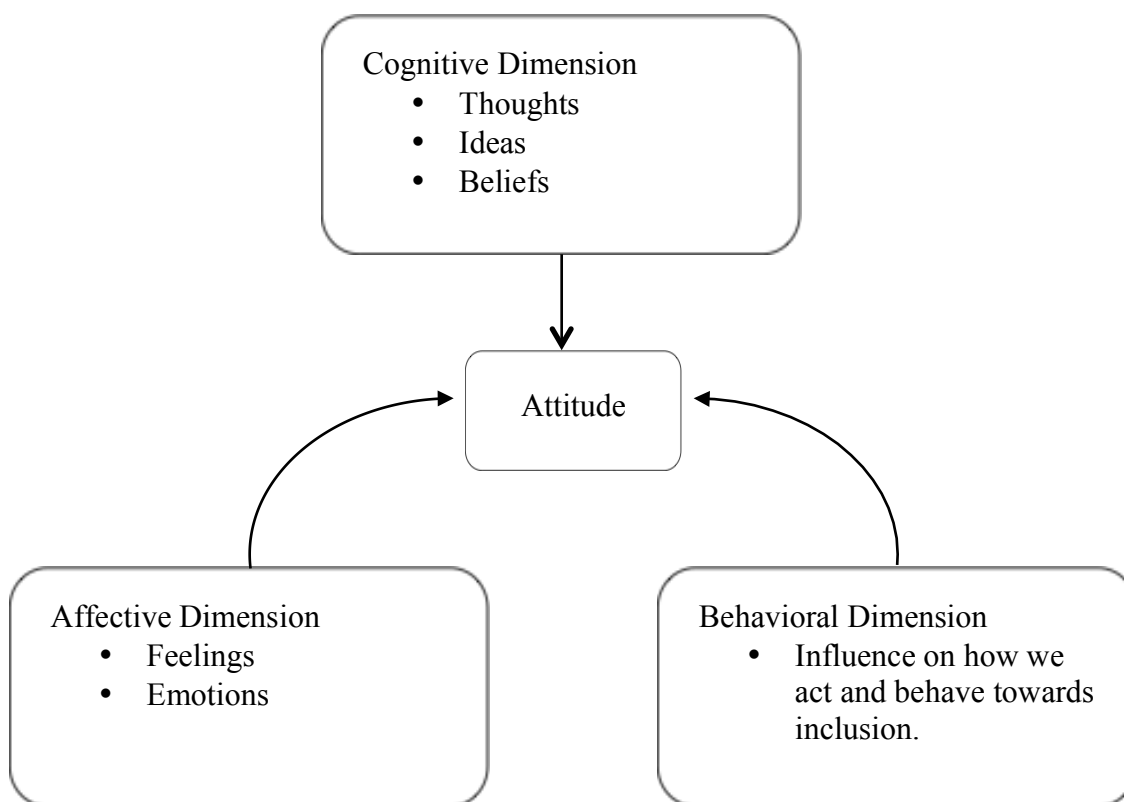 Cognitive Dimension
• Thoughts
• Ideas
• Beliefs
Attitude
Affective Dimension
• Feelings
• Emotions
Behavioral Dimension
• Influence on how we
act and behave towards
inclusion.